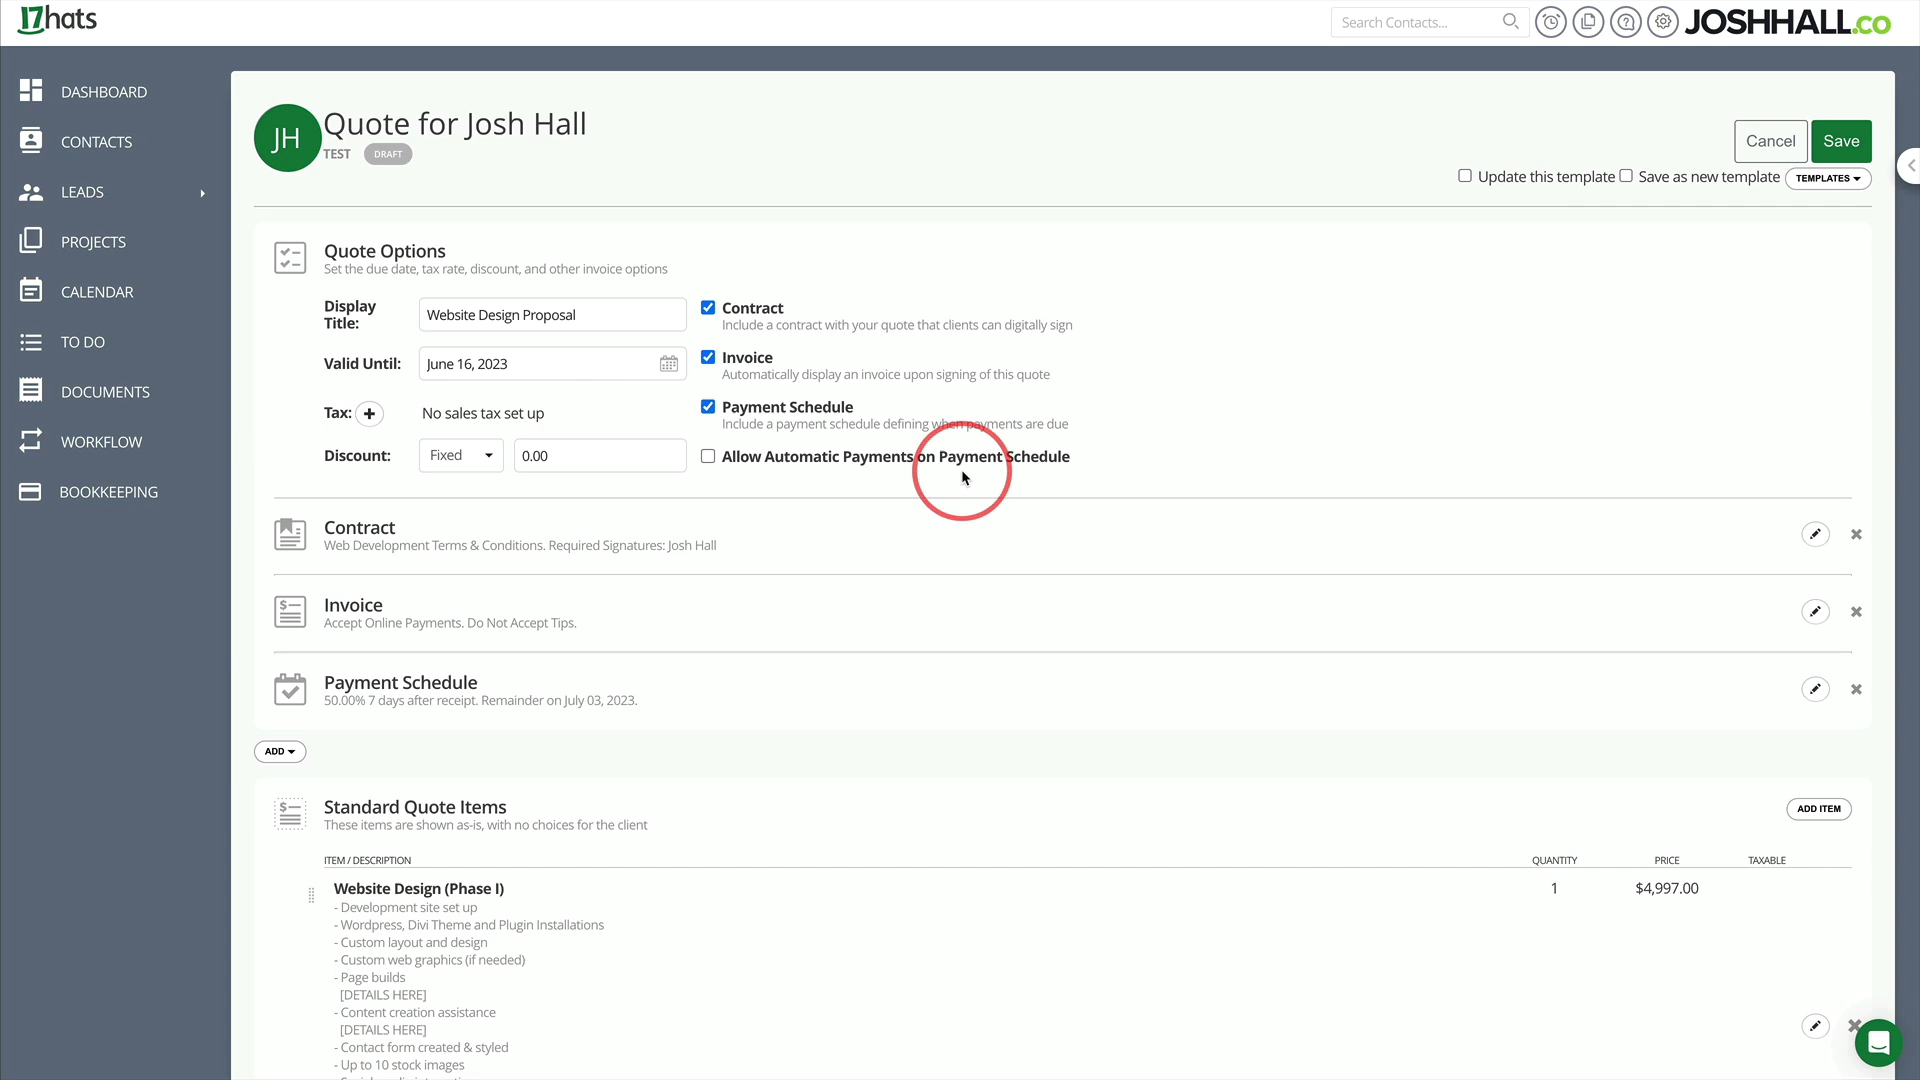 17hats
Search Contacts...
JOSHHALL.co
DASHBOARD
CONTACTS
LEADS
PROJECTS
CALENDAR
TO DO
DOCUMENTS
WORKFLOW
BOOKKEEPING
JH
Quote for Josh Hall
TEST DRAFT
Cancel Save
Update this template Save as new template TEMPLATES
Quote Options
Set the due date, tax rate, discount, and other invoice options
Display
Title:
Website Design Proposal
Contract
Include a contract with your quote that clients can digitally sign
Valid Until: June 16, 2023
Invoice
Automatically display an invoice upon signing of this quote
Tax: + No sales tax set up
Payment Schedule
Include a payment schedule defining when payments are due
Discount: Fixed 0.00
Allow Automatic Payments on Payment Schedule
Contract
Web Development Terms & Conditions. Required Signatures: Josh Hall
Invoice
Accept Online Payments. Do Not Accept Tips.
Payment Schedule
50.00% 7 days after receipt. Remainder on July 03, 2023.
ADD
Standard Quote Items
These items are shown as-is, with no choices for the client
ADD ITEM
ITEM / DESCRIPTION QUANTITY PRICE TAXABLE
Website Design (Phase I) 1 $4,997.00
- Development site set up
- Wordpress, Divi Theme and Plugin Installations
- Custom layout and design
- Custom web graphics (if needed)
- Page builds
[DETAILS HERE]
- Content creation assistance
[DETAILS HERE]
- Contact form created & styled
- Up to 10 stock images